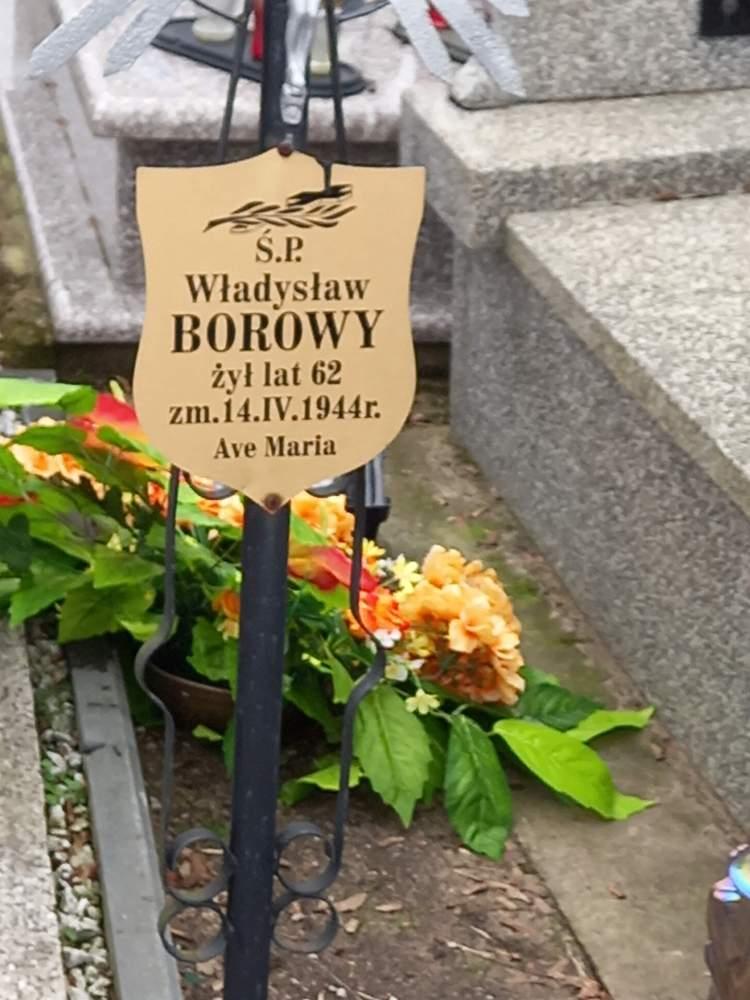 Ś.P.
Władysław
BOROWY
żył lat 62
zm.14.IV.1944r.
Ave Maria